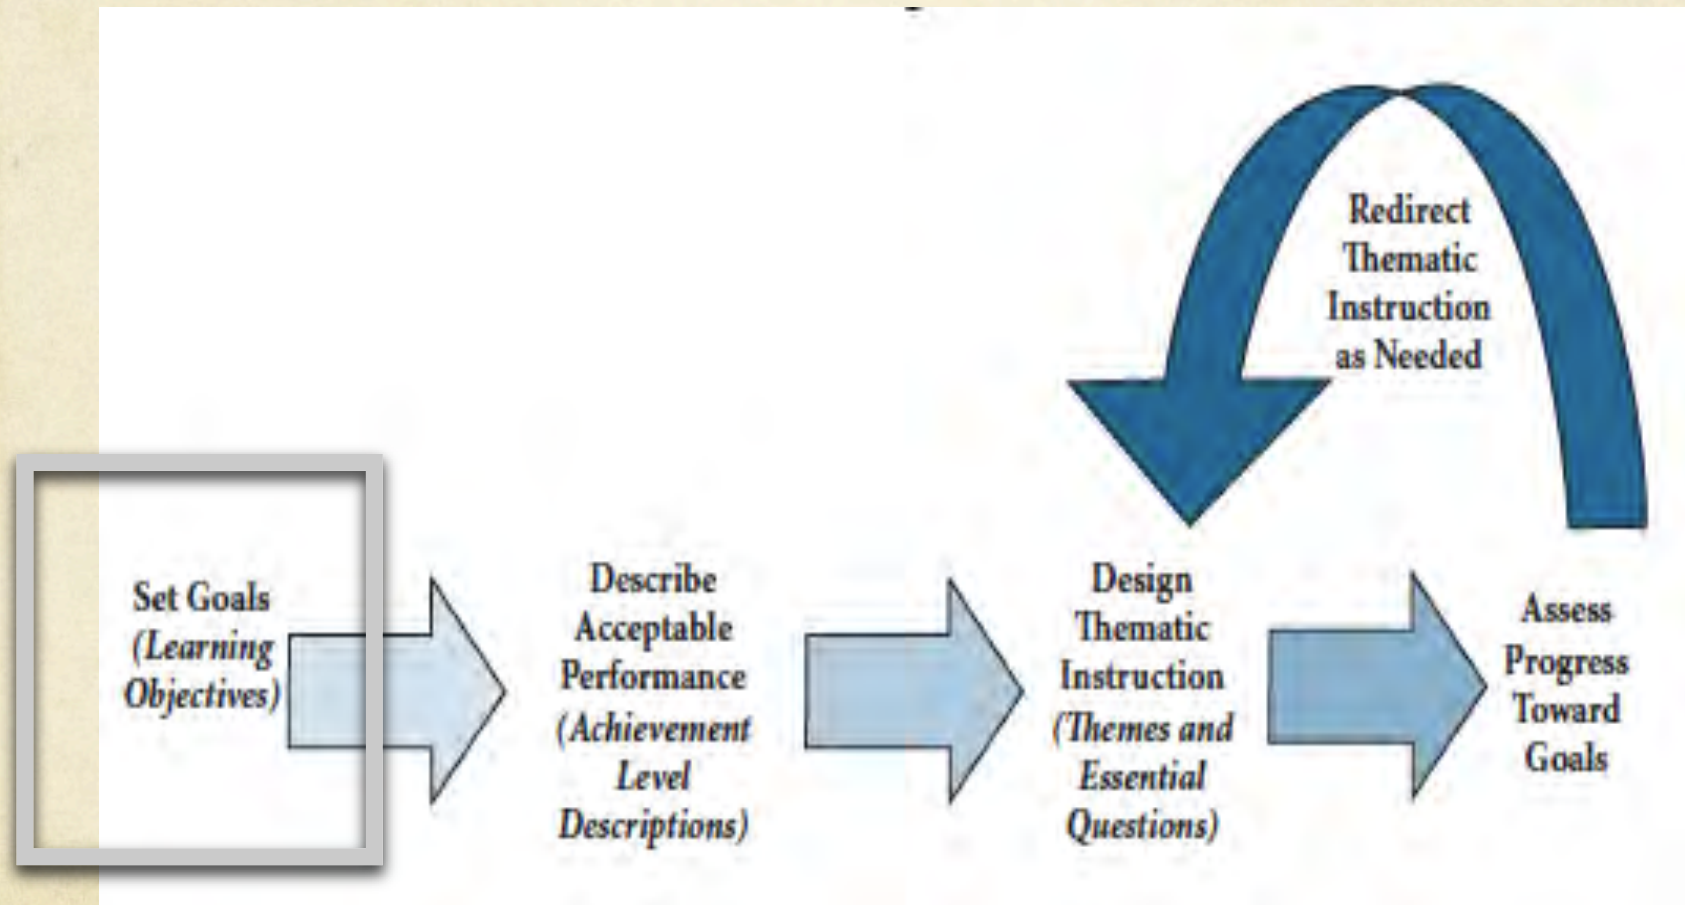 Set Goals
(Learning
Objectives)
Describe
Acceptable
Performance
(Achievement
Level
Descriptions)
Design
Thematic
Instruction
(Themes and
Essential
Questions)
Assess
Progress
Toward
Goals
Redirect
Thematic
Instruction
as Needed